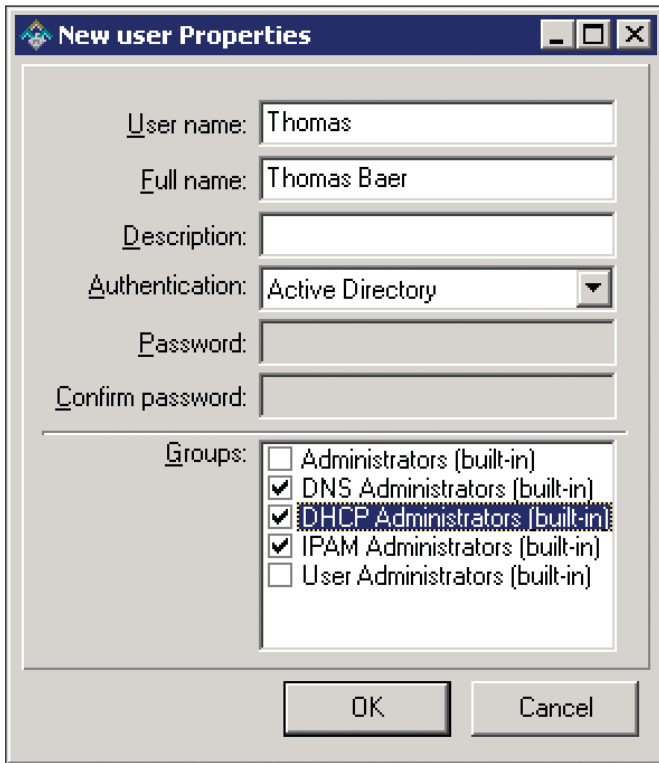 New user Properties
User name: Thomas
Full name: Thomas Baer
Description:
Authentication: Active Directory
Password:
Confirm password:
Groups: Administrators (built-in)
DNS Administrators (built-in)
DHCP Administrators (built-in)
IPAM Administrators (built-in)
User Administrators (built-in)
OK Cancel